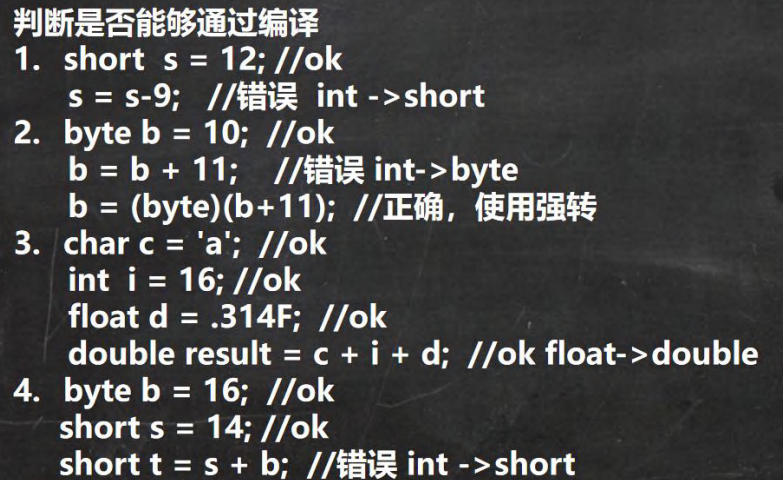 判断是否能够通过编译
1. short s = 12; //ok
s = s-9; //错误 int ->short
2. byte b = 10; //ok
b = b + 11; //错误 int->byte
b = (byte)(b+11); //正确，使用强转
3. char c = 'a'; //ok
int i = 16; //ok
float d = .314F; //ok
double result = c + i + d; //ok float->double
4. byte b = 16; //ok
short s = 14; //ok
short t = s + b; //错误 int ->short